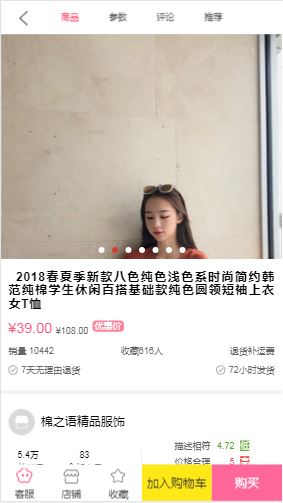 商品 参数 评论 推荐
2018春夏季新款八色纯色浅色系时尚简约韩
范纯棉学生休闲百搭基础款纯色圆领短袖上衣
女T恤
¥39.00 ¥108.00 优惠价
销量 10442 收藏616人 退货补运费
7天无理由退货 72小时发货
棉之语精品服饰
5.4万 83 描述相符 4.72
价格合理
客服 店铺 收藏 加入购物车 购买